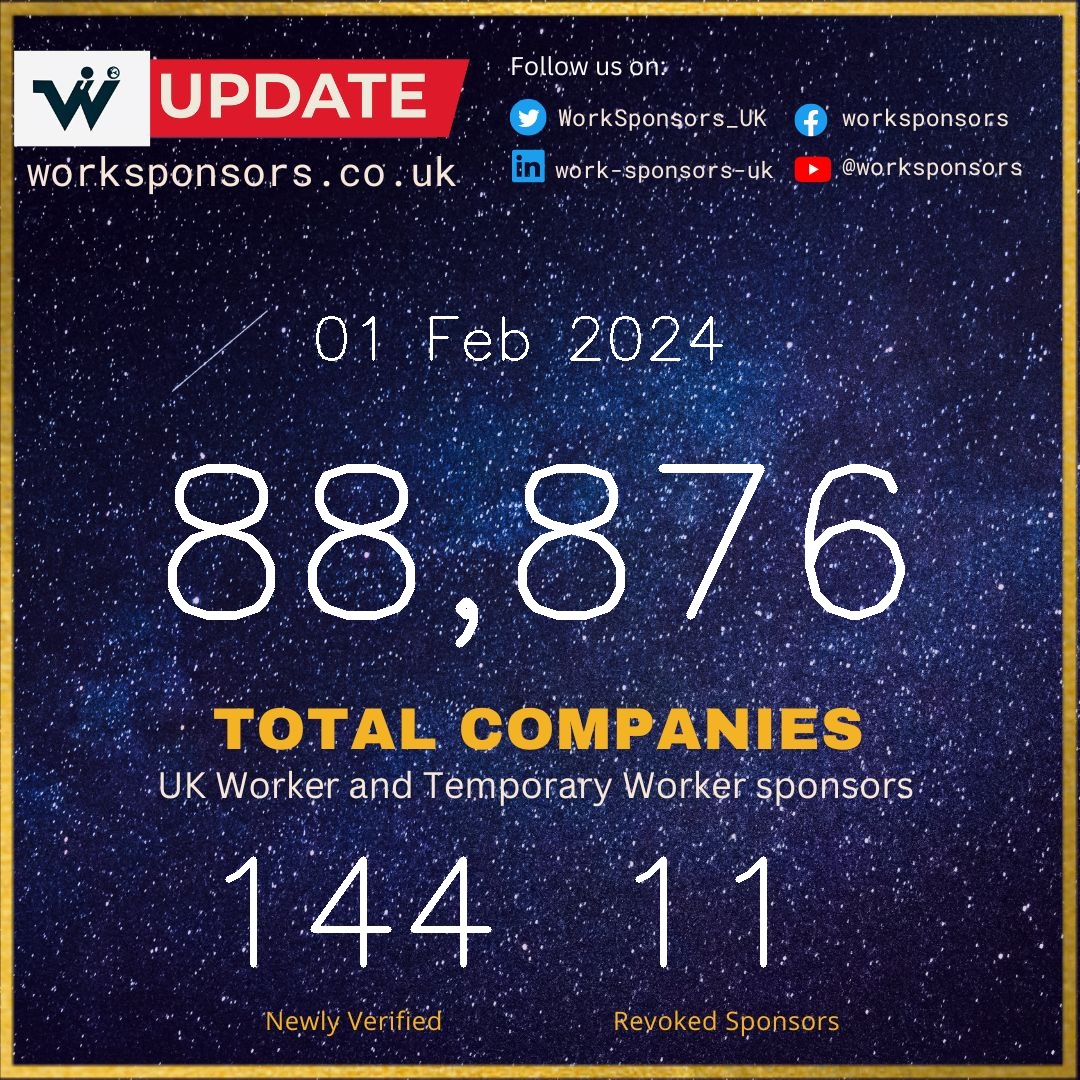 UPDATE
worksponsors.co.uk
Follow us on:
WorkSponsors_UK
worksponsors
work-sponsors-uk
@worksponsors
01 Feb 2024
88,876
TOTAL COMPANIES
UK Worker and Temporary Worker sponsors
144 11
Newly Verified Revoked Sponsors